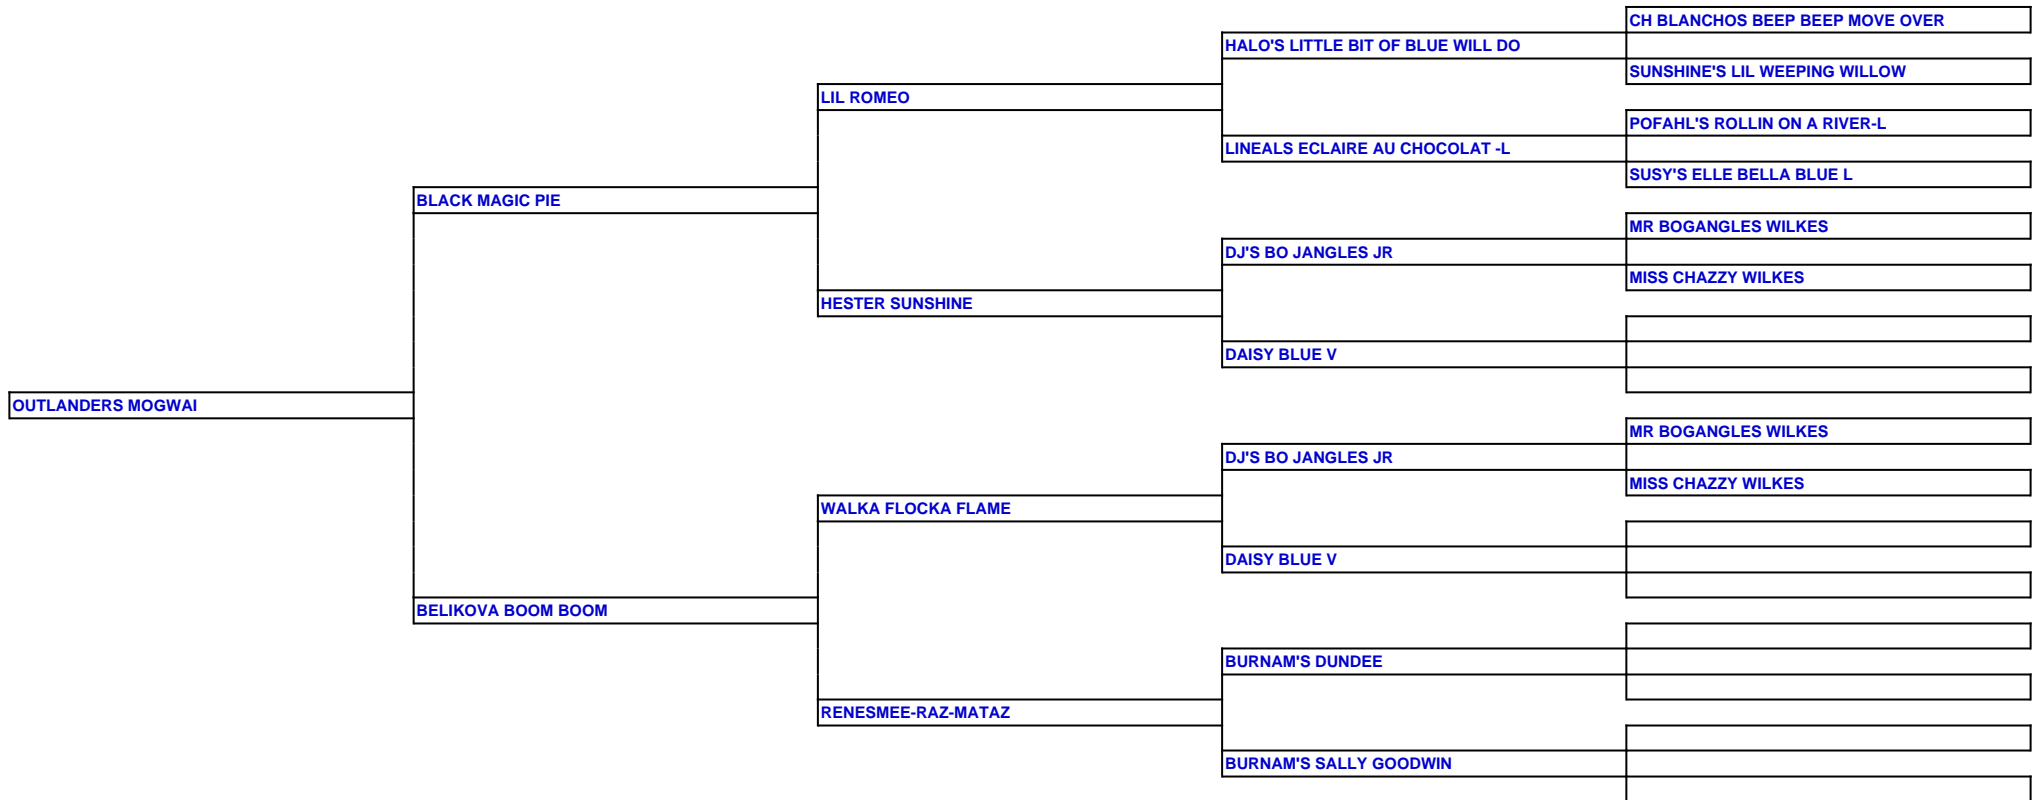 CH BLANCHOS BEEP BEEP MOVE OVER
HALO'S LITTLE BIT OF BLUE WILL DO
SUNSHINE'S LIL WEEPING WILLOW
LIL ROMEO
POFAHL'S ROLLIN ON A RIVER-L
LINEALS ECLAIRE AU CHOCOLAT -L
SUSY'S ELLE BELLA BLUE L
BLACK MAGIC PIE
MR BOGANGLES WILKES
DJ'S BO JANGLES JR
MISS CHAZZY WILKES
HESTER SUNSHINE
DAISY BLUE V
OUTLANDERS MOGWAI
MR BOGANGLES WILKES
DJ'S BO JANGLES JR
MISS CHAZZY WILKES
WALKA FLOCKA FLAME
DAISY BLUE V
BELIKOVA BOOM BOOM
BURNAM'S DUNDEE
RENESMEE-RAZ-MATAZ
BURNAM'S SALLY GOODWIN